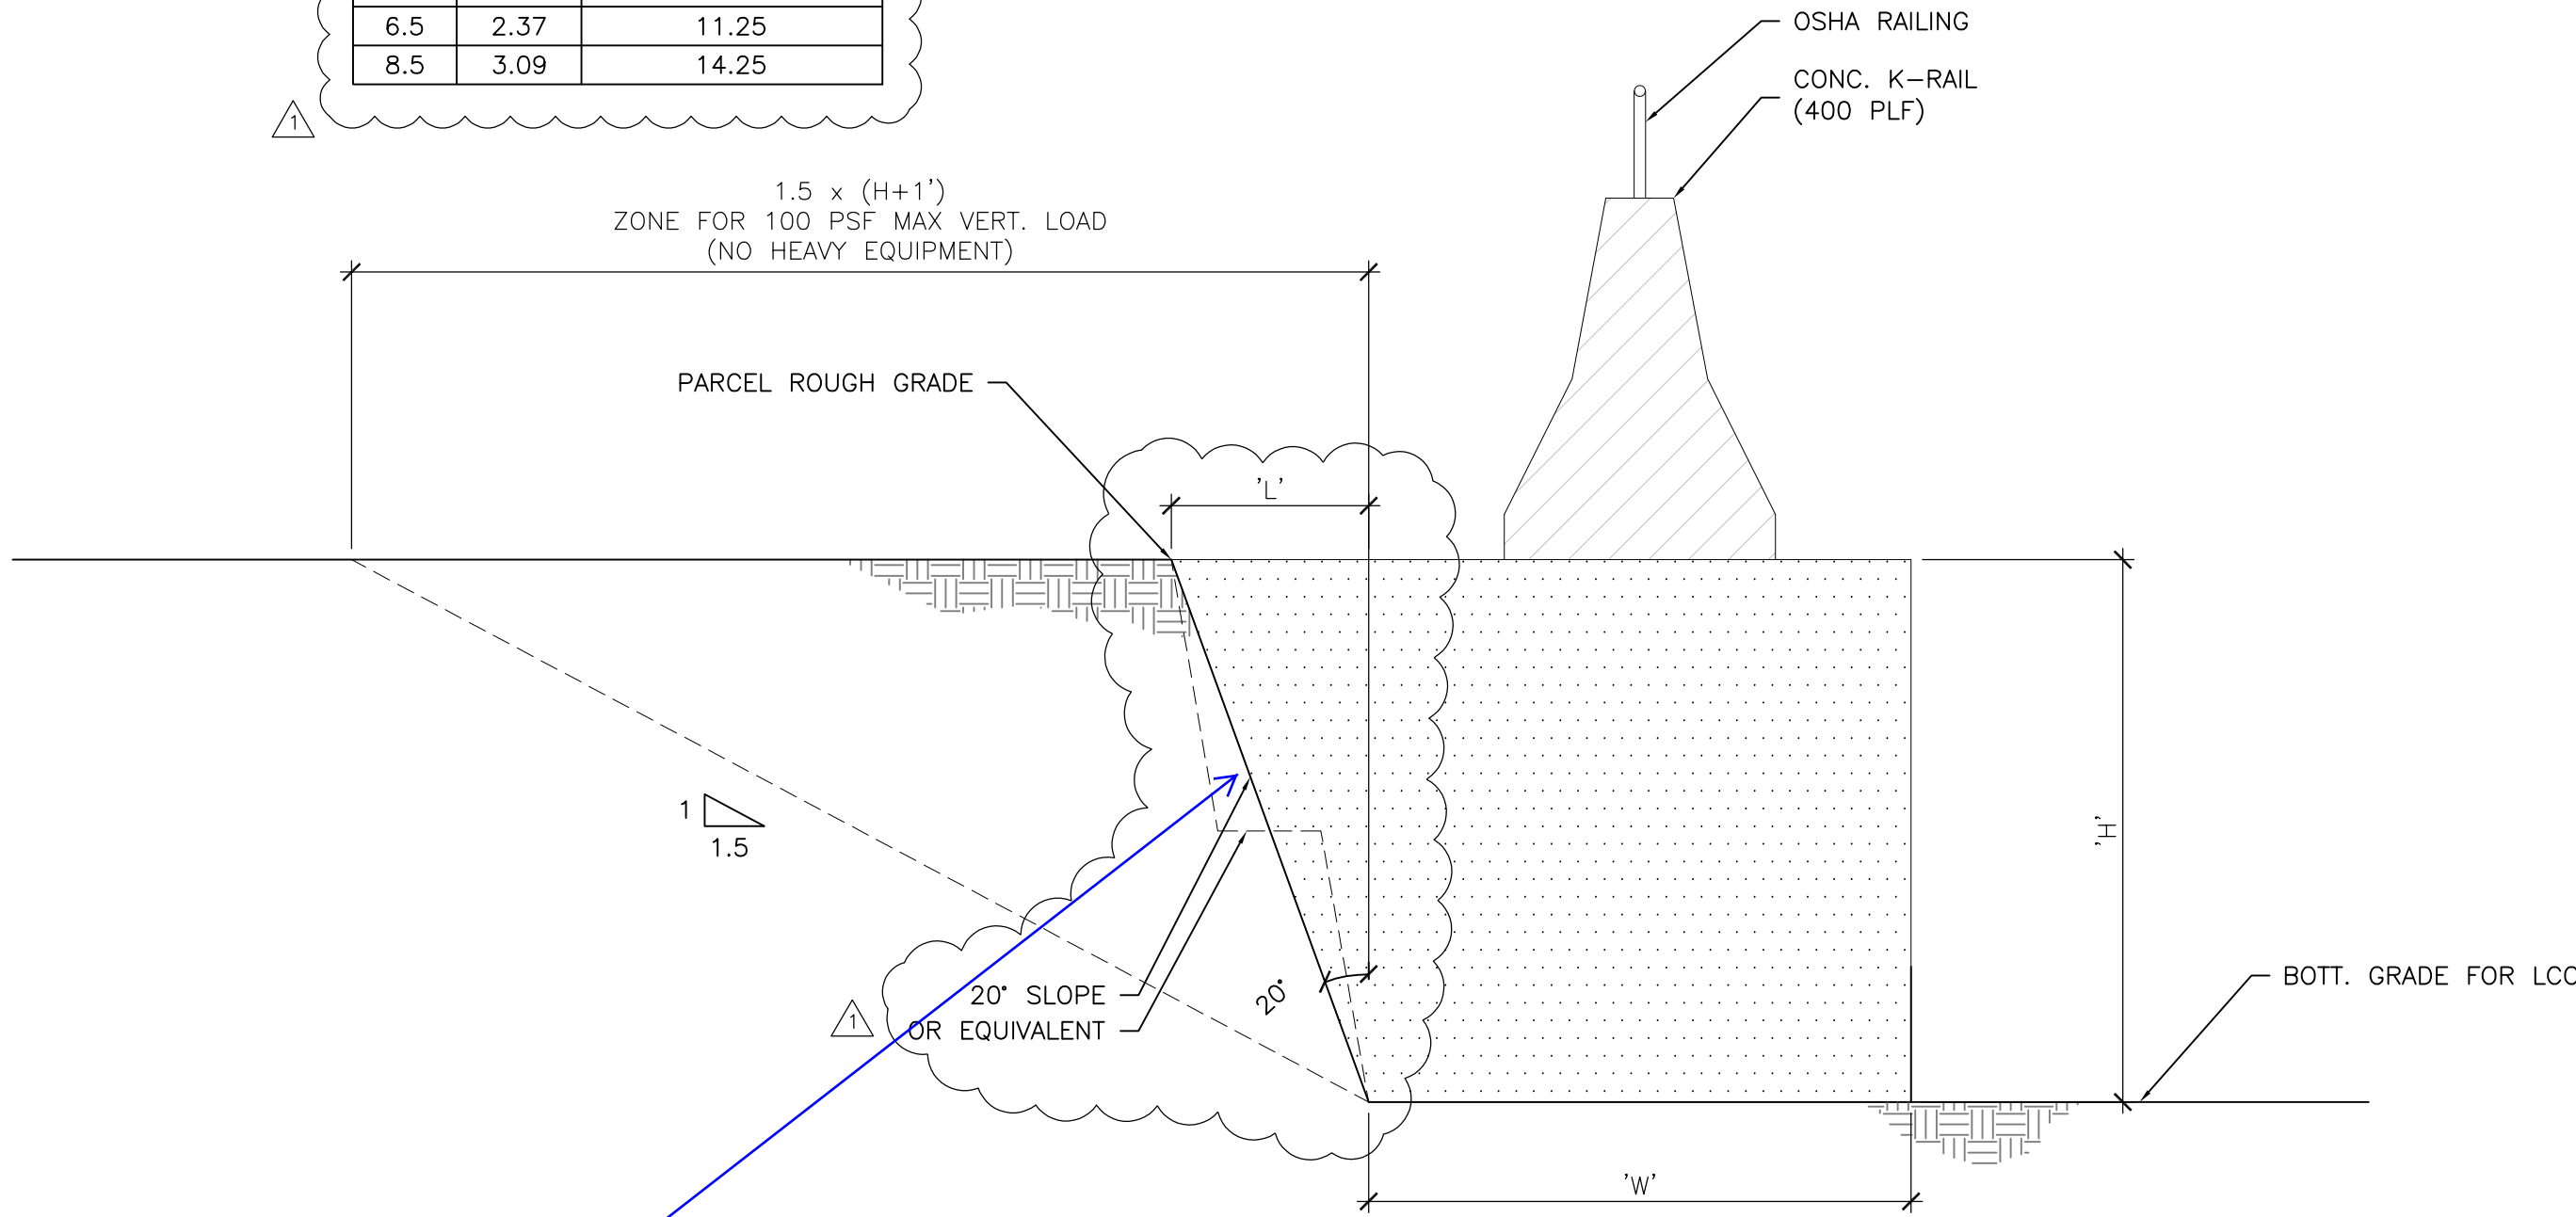 6.5 2.37 11.25
8.5 3.09 14.25
1
OSHA RAILING
CONC. K-RAIL
(400 PLF)
1.5 x (H+1')
ZONE FOR 100 PSF MAX VERT. LOAD
(NO HEAVY EQUIPMENT)
PARCEL ROUGH GRADE
'L'
1
1.5
'H'
20° SLOPE
OR EQUIVALENT
20°
1
BOTT. GRADE FOR
'W'